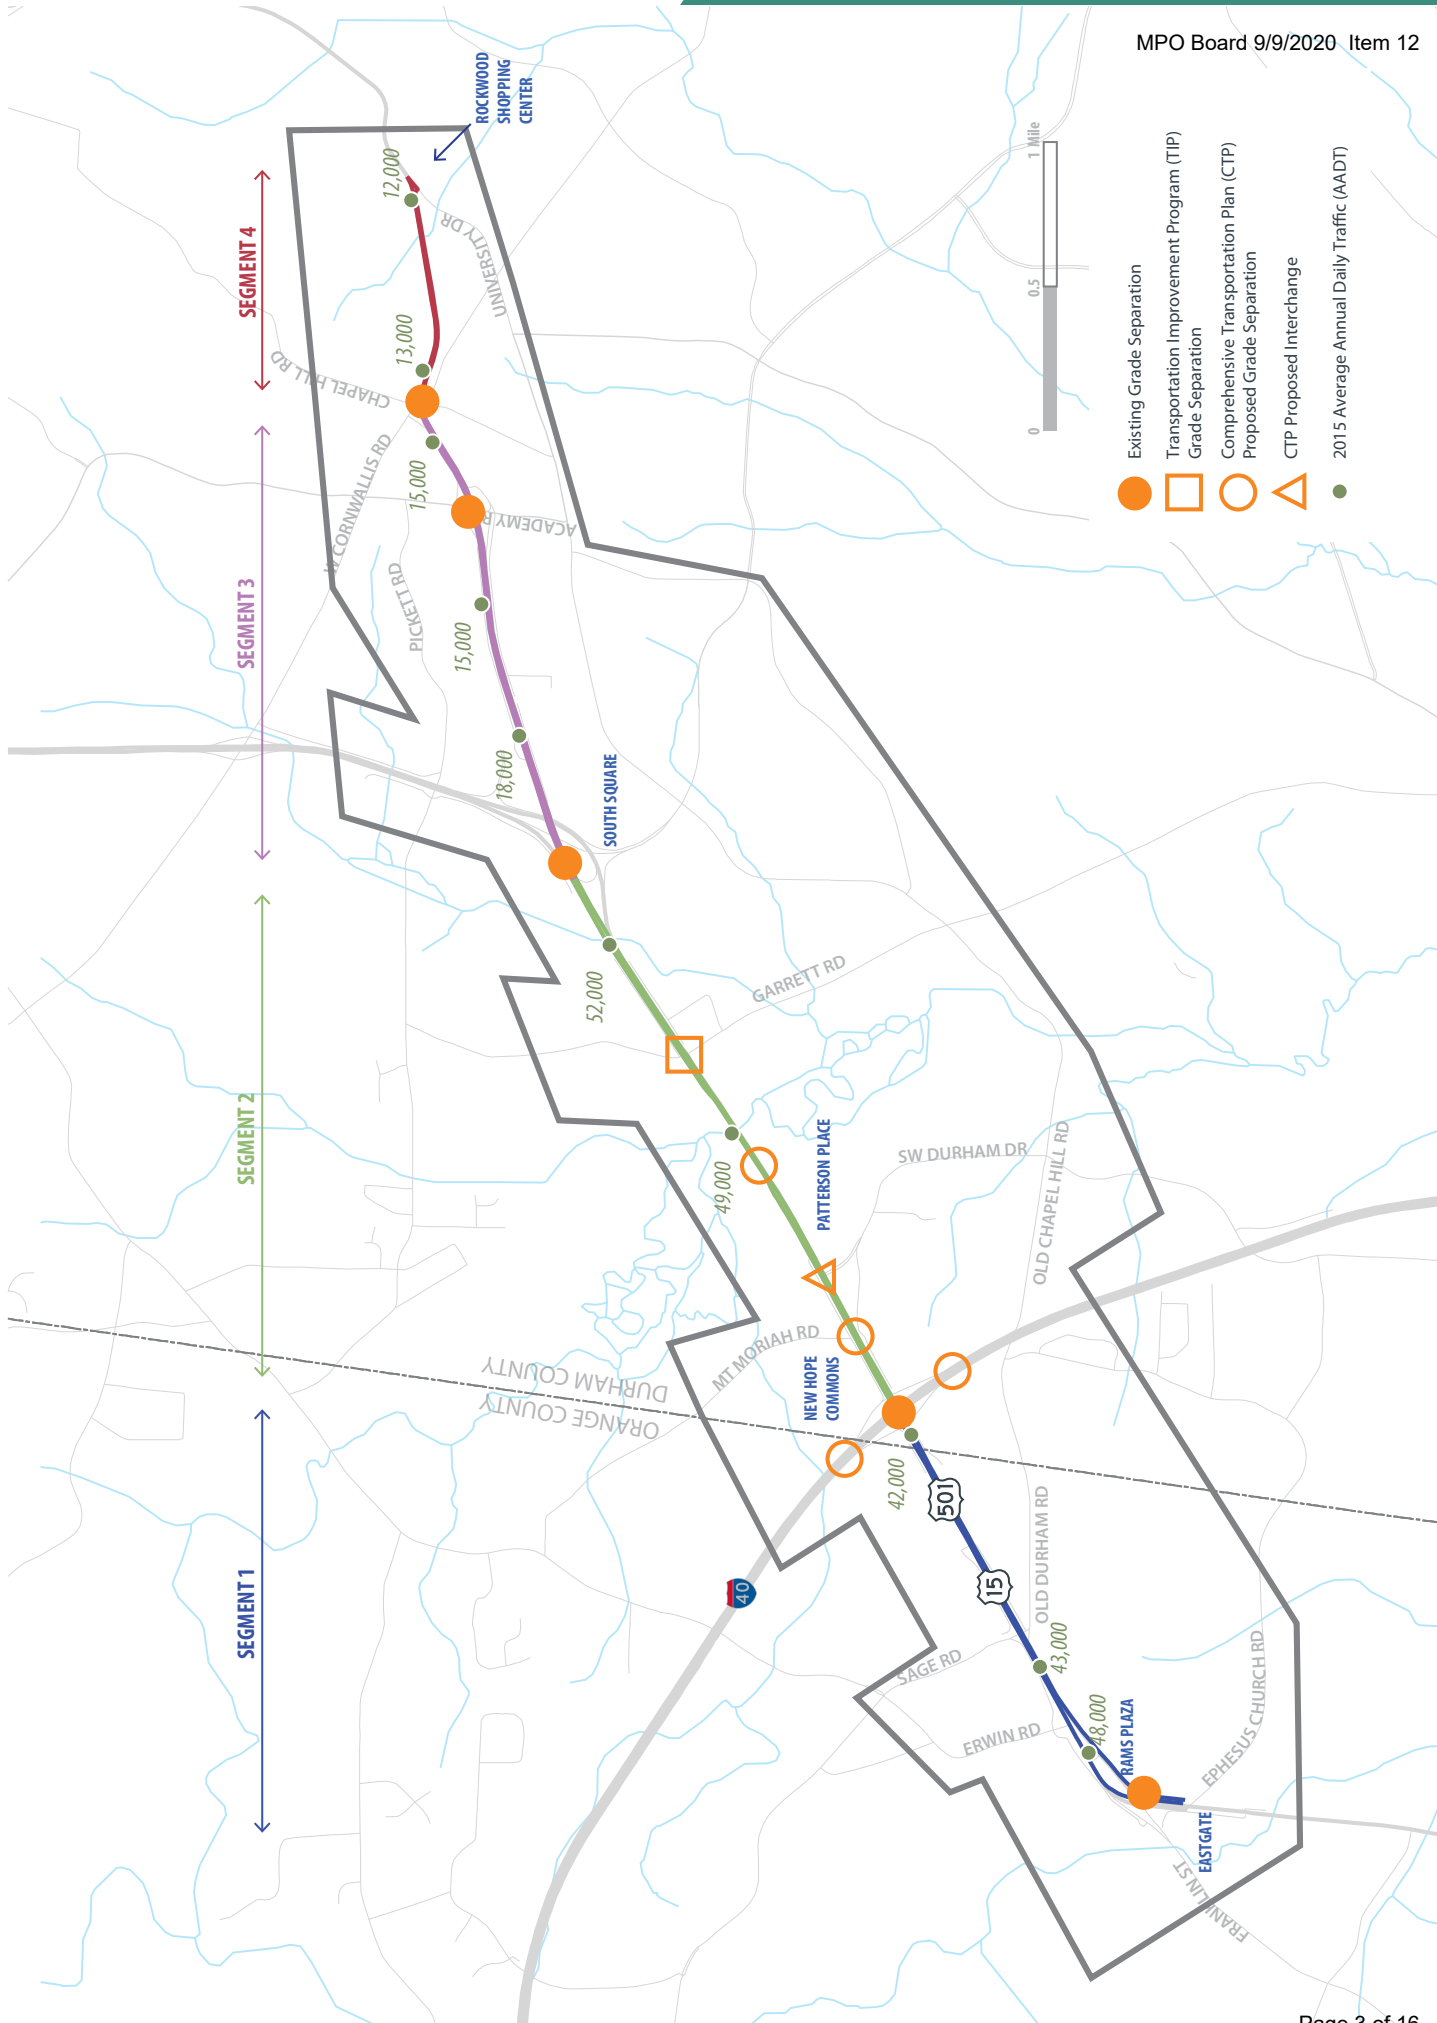 MPO Board 9/9/2020 Item 12
SEGMENT 1
SEGMENT 2
SEGMENT 3
SEGMENT 4
ROCKWOOD
SHOPPING
CENTER
12,000
UNIVERSITY DR
13,000
CHAPEL HILL RD
W CORNWALLIS RD
15,000
ACADEMY R
PICKETT RD
15,000
18,000
SOUTH SQUARE
52,000
GARRETT RD
49,000
PATTERSON PLACE
SW DURHAM DR
OLD CHAPEL HILL RD
MT MORIAH RD
NEW HOPE
COMMONS
DURHAM COUNTY
ORANGE COUNTY
42,000
501
15
40
OLD DURHAM RD
43,000
SAGE RD
48,000
ERWIN RD
RAMS PLAZA
EPHESUS CHURCH RD
EASTGATE
FRANKLIN ST
0
0.5
1 Mile
Existing Grade Separation
Transportation Improvement Program (TIP)
Grade Separation
Comprehensive Transportation Plan (CTP)
Proposed Grade Separation
CTP Proposed Interchange
2015 Average Annual Daily Traffic (AADT)
Page 3 of 16